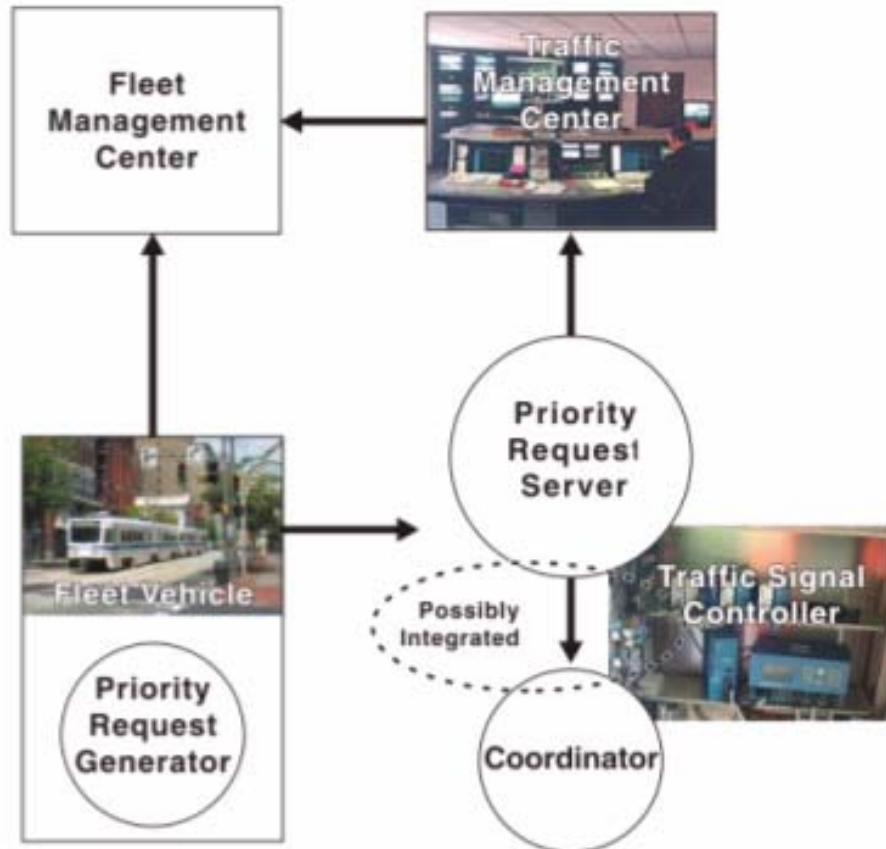 Fleet
Management
Center
Traffic
Management
Center
Priority
Request
Server
Fleet Vehicle
Possibly
Integrated
Traffic Signal
Controller
Priority
Request
Generator
Coordinator